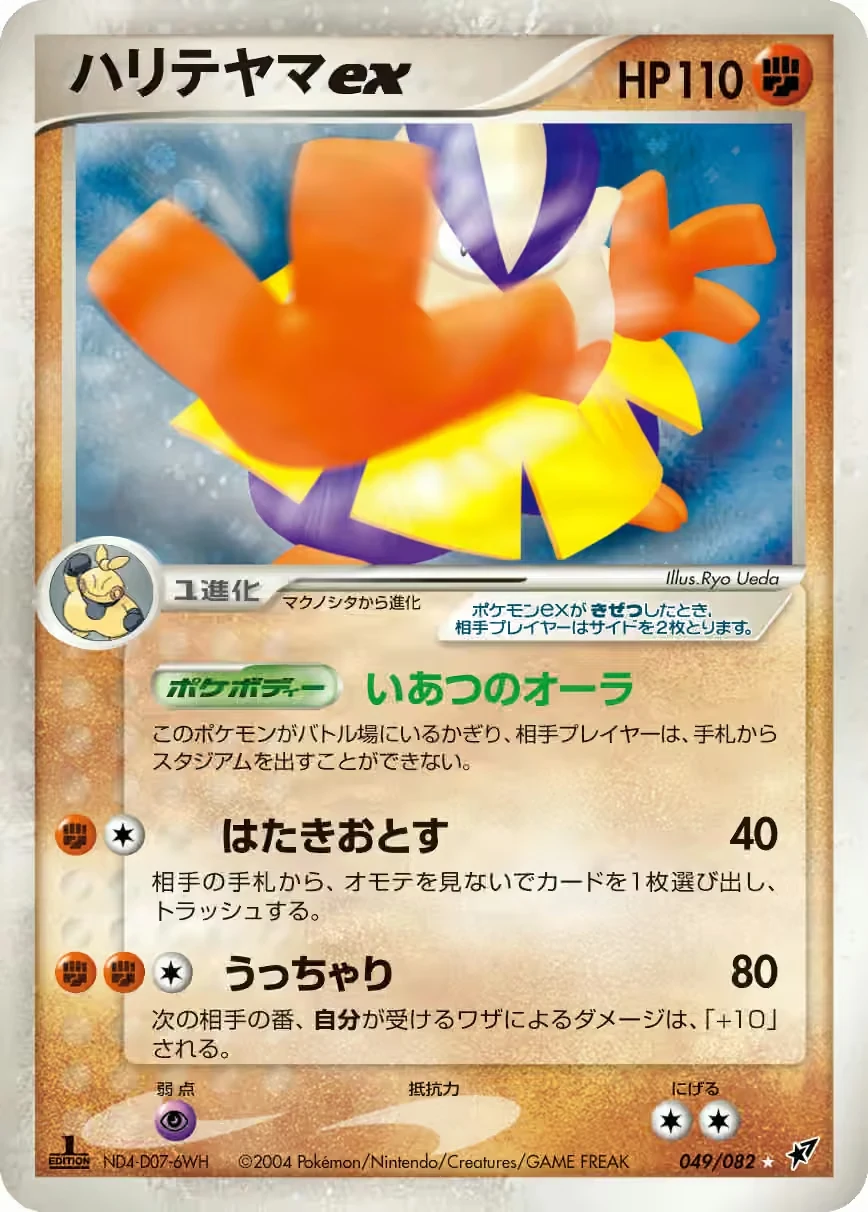 ハリテヤマex HP110
Illus.Ryo Ueda
1進化
マクノシタから進化
ポケモンexが きぜつしたとき、
相手プレイヤーはサイドを2枚とります。
ポケボディー いあつのオーラ
このポケモンがバトル場にいるかぎり、相手プレイヤーは、手札から
スタジアムを出すことができない。
はたきおとす 40
相手の手札から、オモテを見ないでカードを1枚選び出し、
トラッシュする。
うっちゃり 80
次の相手の番、自分が受けるワザによるダメージは、「+10」
される。
弱点 抵抗力 にげる
1 EDITION ND4-D07-6WH ©2004 Pokémon/Nintendo/Creatures/GAME FREAK 049/082 ★